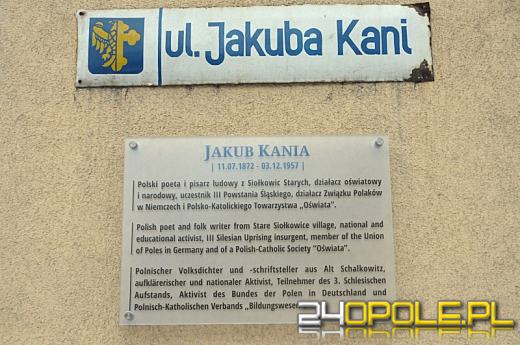 ul. Jakuba Kani
JAKUB KANIA
| 11.07.1872 - 03.12.1957 |
Polski poeta i pisarz ludowy z Siołkowic Starych, działacz oświatowy
i narodowy, uczestnik III Powstania Śląskiego, działacz Związku Polaków
w Niemczech i Polsko-Katolickiego Towarzystwa „Oświata”.
Polish poet and folk writer from Stare Siołkowice village, national and
educational activist, III Silesian Uprising insurgent, member of the Union
of Poles in Germany and of a Polish-Catholic Society "Oświata".
Polnischer Volksdichter und -schriftsteller aus Alt Schalkowitz,
aufklärerischer und nationaler Aktivist, Teilnehmer des 3. Schlesischen
Aufstands, Aktivist des Bundes der Polen in Deutschland und
Polnisch-Katholischen Verbands „Bildungswese
24OPOLE.PL